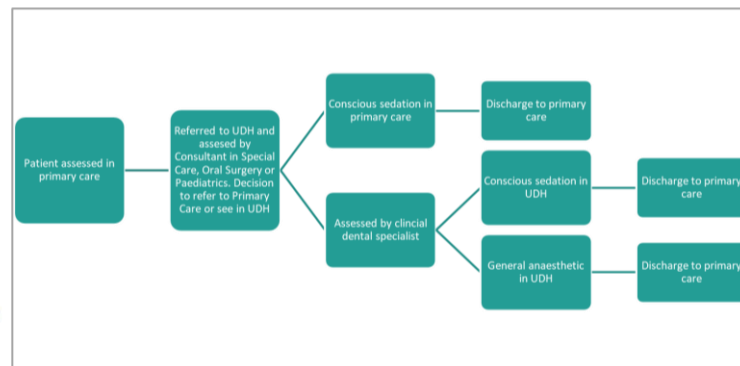 Patient assessed in
primary care
Referred to UDH and
assesed by
Consultant in Special
Care, Oral Surgery or
Paediatrics. Decision
to refer to Primary
Care or see in UDH
Conscious sedation in
primary care
Discharge to primary
care
Assessed by clincial
dental specialist
Conscious sedation in
UDH
Discharge to primary
care
General anaesthetic
in UDH
Discharge to primary
care